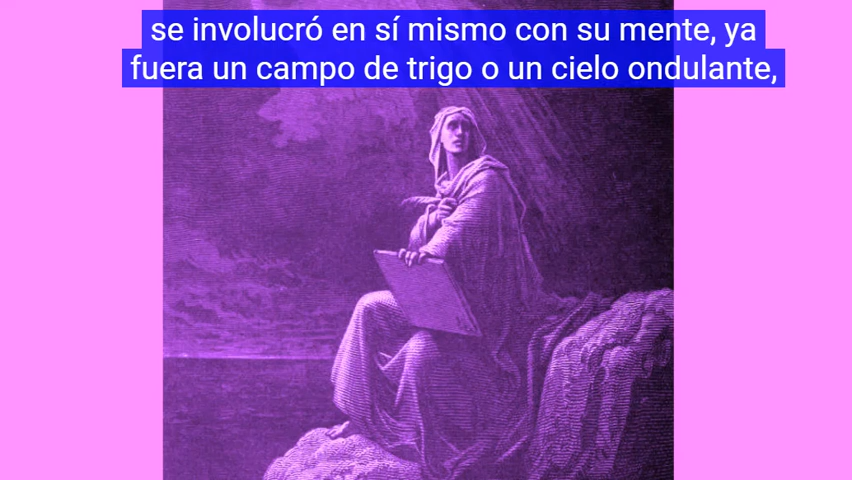 se involucró en sí mismo con su mente, ya
fuera un campo de trigo o un cielo ondulante,